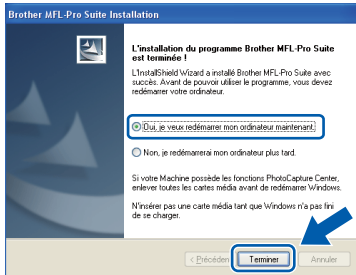 Brother MFL-Pro Suite Installation
L'installation du programme Brother MFL-Pro Suite
est terminée !
L'InstallShield Wizard a installé Brother MFL-Pro Suite avec
succès. Avant de pouvoir utiliser le programme, vous devez
redémarrer votre ordinateur.
Oui, je veux redémarrer mon ordinateur maintenant.
Non, je redémarrerai mon ordinateur plus tard.
Si votre Machine possède les fonctions PhotoCapture Center,
enlever toutes les cartes média avant de redémarrer Windows.
N'insérer pas une carte média tant que Windows n'a pas fini
de se charger.
< Précéden
Terminer
Annuler